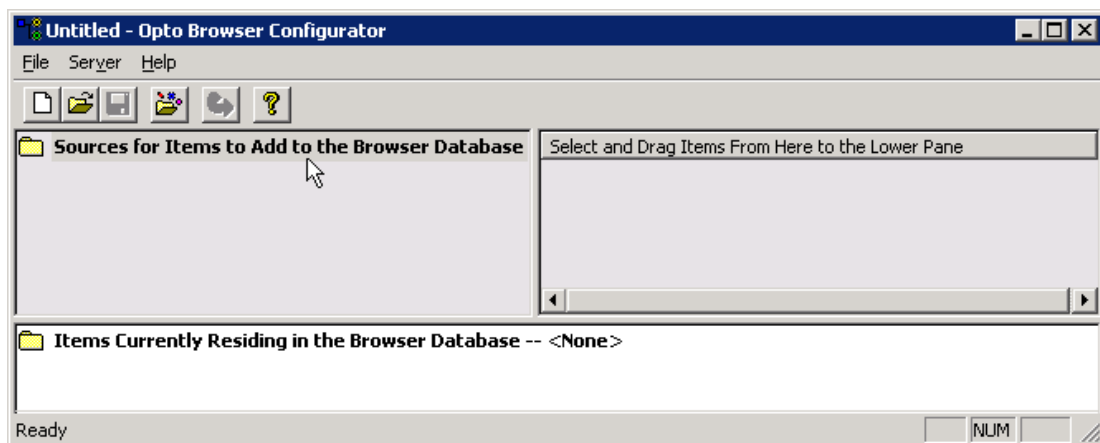 Untitled - Opto Browser Configurator
File Server Help
Sources for Items to Add to the Browser Database
Select and Drag Items From Here to the Lower Pane
Items Currently Residing in the Browser Database -- <None>
Ready
NUM